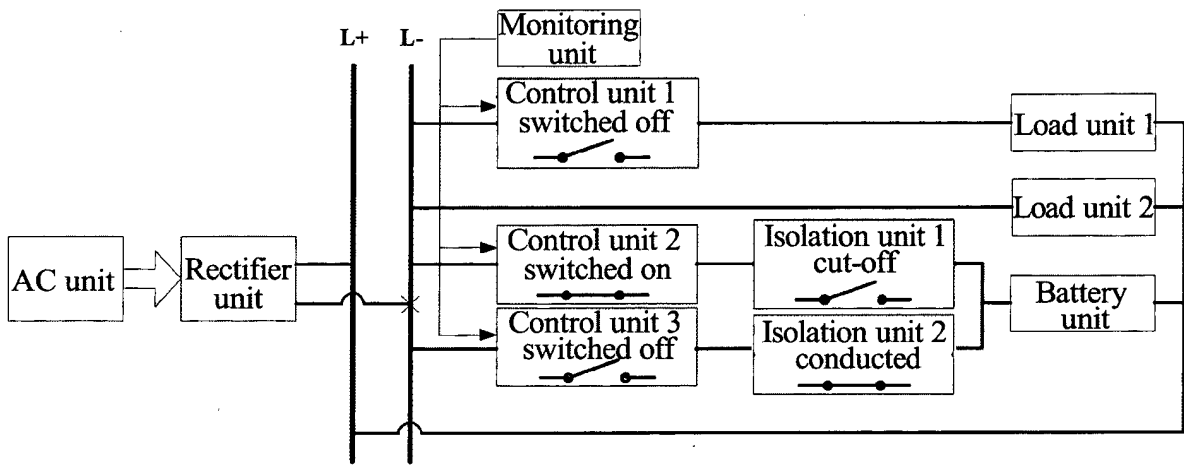 L+ L-
Monitoring
unit
Control unit 1
switched off
Load unit 1
Load unit 2
Control unit 2
switched on
Isolation unit 1
cut-off
AC unit
Rectifier
unit
Battery
unit
Control unit 3
switched off
Isolation unit 2
conducted